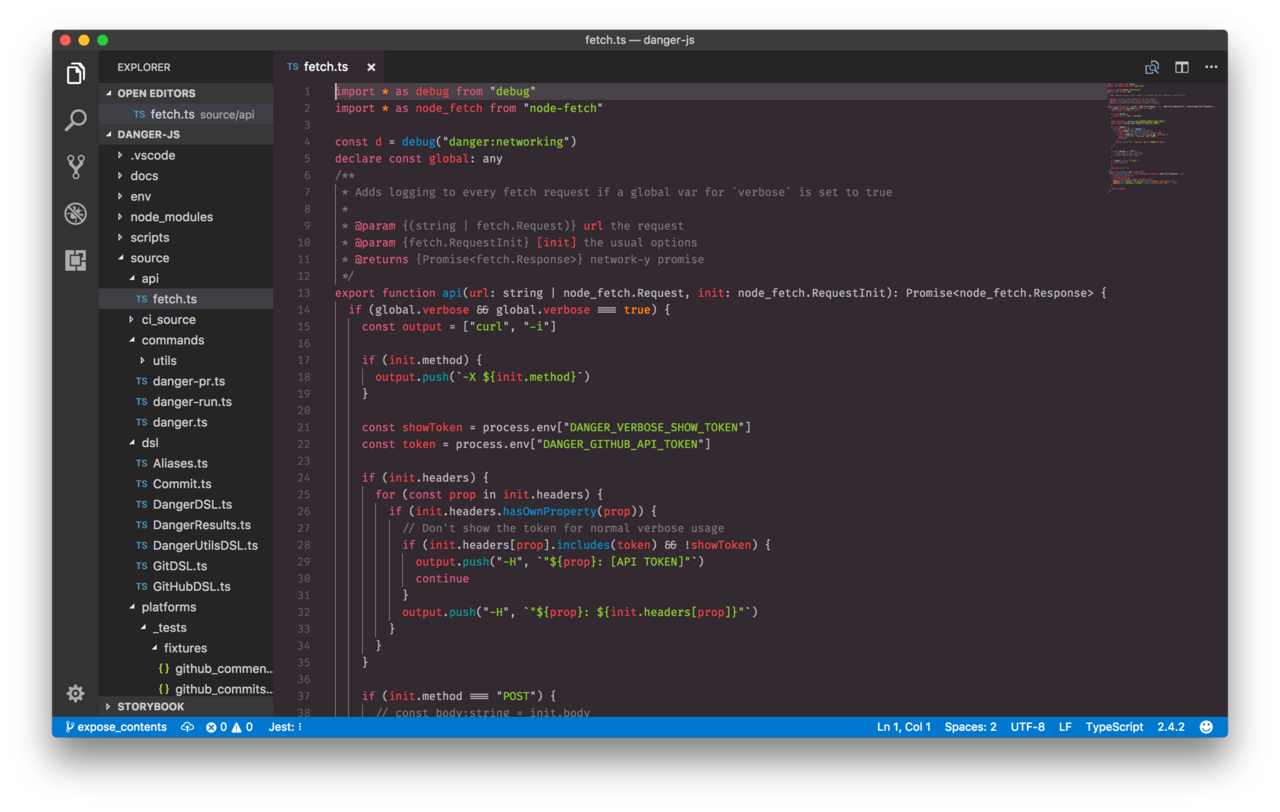 fetch.ts — danger-js
EXPLORER
OPEN EDITORS
TS fetch.ts source/api
DANGER-JS
.vscode
docs
env
node_modules
scripts
source
api
TS fetch.ts
ci_source
commands
utils
TS danger-pr.ts
TS danger-run.ts
TS danger.ts
dsl
TS Aliases.ts
TS Commit.ts
TS DangerDSL.ts
TS DangerResults.ts
TS DangerUtilsDSL.ts
TS GitDSL.ts
TS GitHubDSL.ts
platforms
_tests
fixtures
{} github_commen...
{} github_commits...
STORYBOOK
TS fetch.ts ×
1 import * as debug from "debug"
2 import * as node_fetch from "node-fetch"
3
4 const d = debug("danger:networking")
5 declare const global: any
6 /**
7 * Adds logging to every fetch request if a global var for `verbose` is set to true
8 *
9 * @param {(string | fetch.Request)} url the request
10 * @param {fetch.RequestInit} [init] the usual options
11 * @returns {Promise<fetch.Response>} network-y promise
12 */
13 export function api(url: string | node_fetch.Request, init: node_fetch.RequestInit): Promise<node_fetch.Response> {
14 if (global.verbose && global.verbose === true) {
15 const output = ["curl", "-i"]
16
17 if (init.method) {
18 output.push(`-X ${init.method}`)
19 }
20
21 const showToken = process.env["DANGER_VERBOSE_SHOW_TOKEN"]
22 const token = process.env["DANGER_GITHUB_API_TOKEN"]
23
24 if (init.headers) {
25 for (const prop in init.headers) {
26 if (init.headers.hasOwnProperty(prop)) {
27 // Don't show the token for normal verbose usage
28 if (init.headers[prop].includes(token) && !showToken) {
29 output.push("-H", `"${prop}: [API TOKEN]"`)
30 continue
31 }
32 output.push("-H", `"${prop}: ${init.headers[prop]}"`)
33 }
34 }
35 }
36
37 if (init.method === "POST") {
38 // const body:string = init.body
expose_contents 0 0 Jest: ⁝ Ln 1, Col 1 Spaces: 2 UTF-8 LF TypeScript 2.4.2